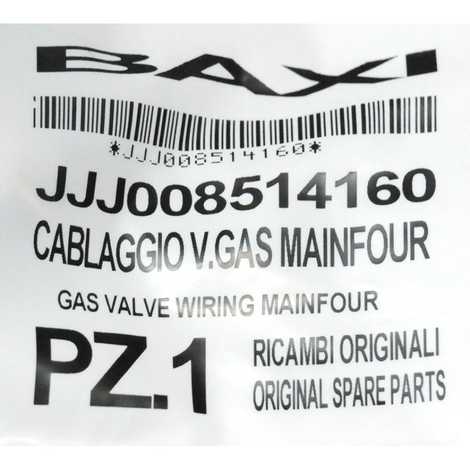 BAXI
*JJJ008514160*
JJJ008514160
CABLAGGIO V.GAS MAINFOUR
GAS VALVE WIRING MAINFOUR
PZ.1
RICAMBI ORIGINALI
ORIGINAL SPARE PARTS